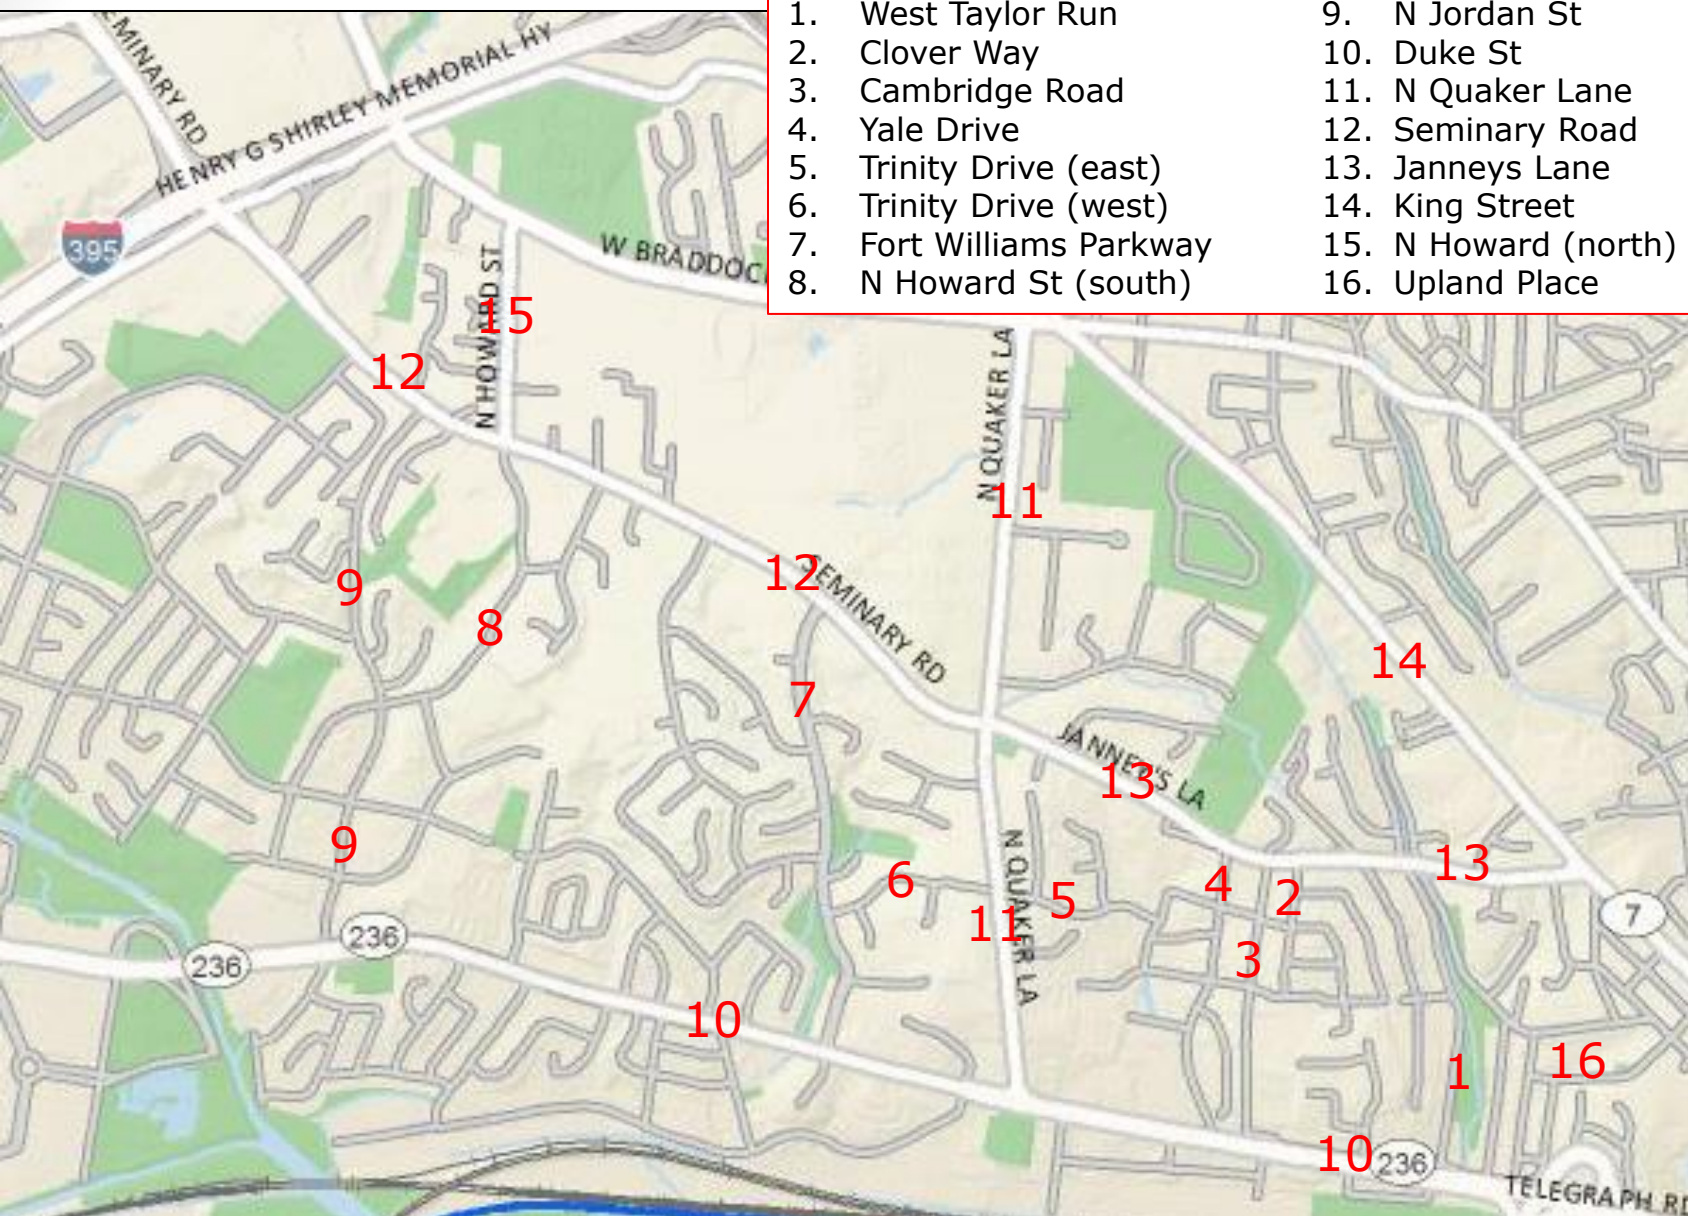 1. West Taylor Run
2. Clover Way
3. Cambridge Road
4. Yale Drive
5. Trinity Drive (east)
6. Trinity Drive (west)
7. Fort Williams Parkway
8. N Howard St (south)
9. N Jordan St
10. Duke St
11. N Quaker Lane
12. Seminary Road
13. Janneys Lane
14. King Street
15. N Howard (north)
16. Upland Place
EMINARY RD
HENRY G SHIRLEY MEMORIAL HY
395
W BRADDOC
N HOWARD ST
15
12
N QUAKER LA
11
12
SEMINARY RD
9
8
7
14
JANNEY'S LA
13
9
6
11
N QUAKER LA
5
4
2
13
3
7
236
236
10
1
16
10
236
TELEGRAPH RD